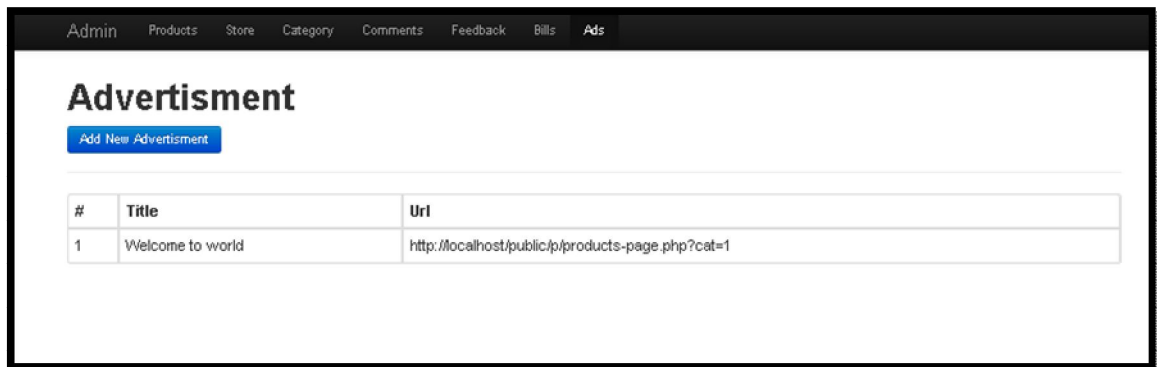 Admin Products Store Category Comments Feedback Bills Ads
Advertisment
Add New Advertisment
# Title Url
1 Welcome to world http://localhost/public/p/products-page.php?cat=1